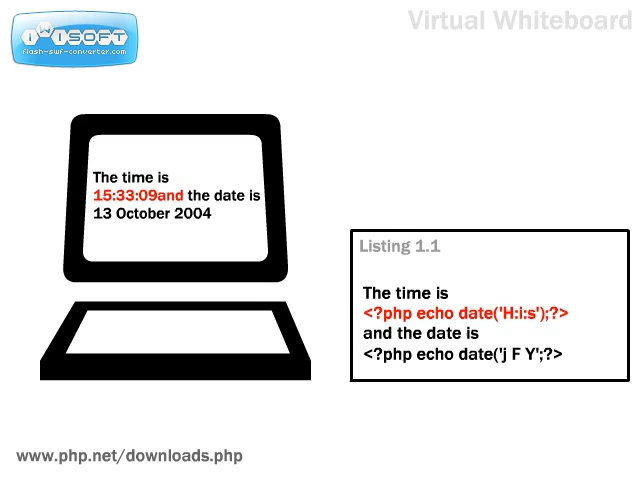 iWiSOFT
flash-swf-converter.com
Virtual Whiteboard
The time is
15:33:09and the date is
13 October 2004
Listing 1.1
The time is
<?php echo date('H:i:s');?>
and the date is
<?php echo date('j F Y';?>
www.php.net/downloads.php